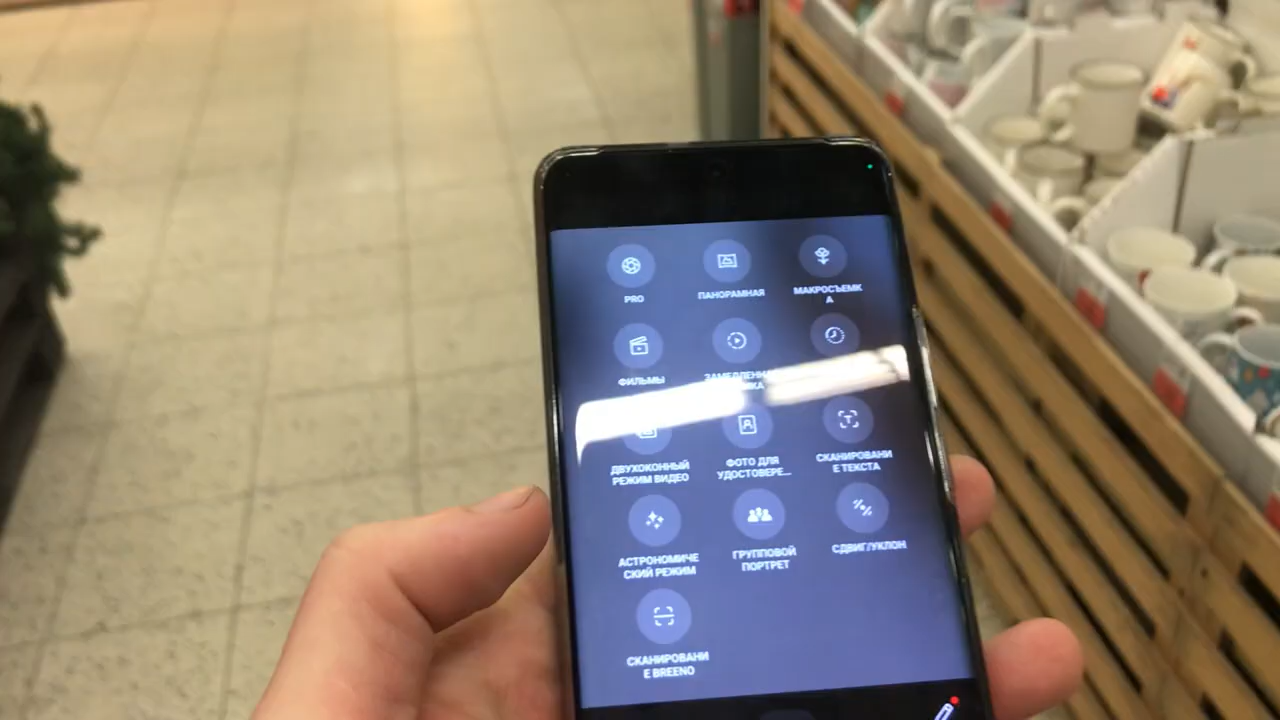 PRO
ПАНОРАМНАЯ
МАКРОСЪЕМК
А
ФИЛЬМЫ
ЗАМЕДЛЕННА
ДВУХОКОННЫЙ
РЕЖИМ ВИДЕО
ФОТО ДЛЯ
УДОСТОВЕРЕ...
СКАНИРОВАНИ
Е ТЕКСТА
АСТРОНОМИЧЕ
СКИЙ РЕЖИМ
ГРУППОВОЙ
ПОРТРЕТ
СДВИГ/УКЛОН
СКАНИРОВАНИ
Е BREENO